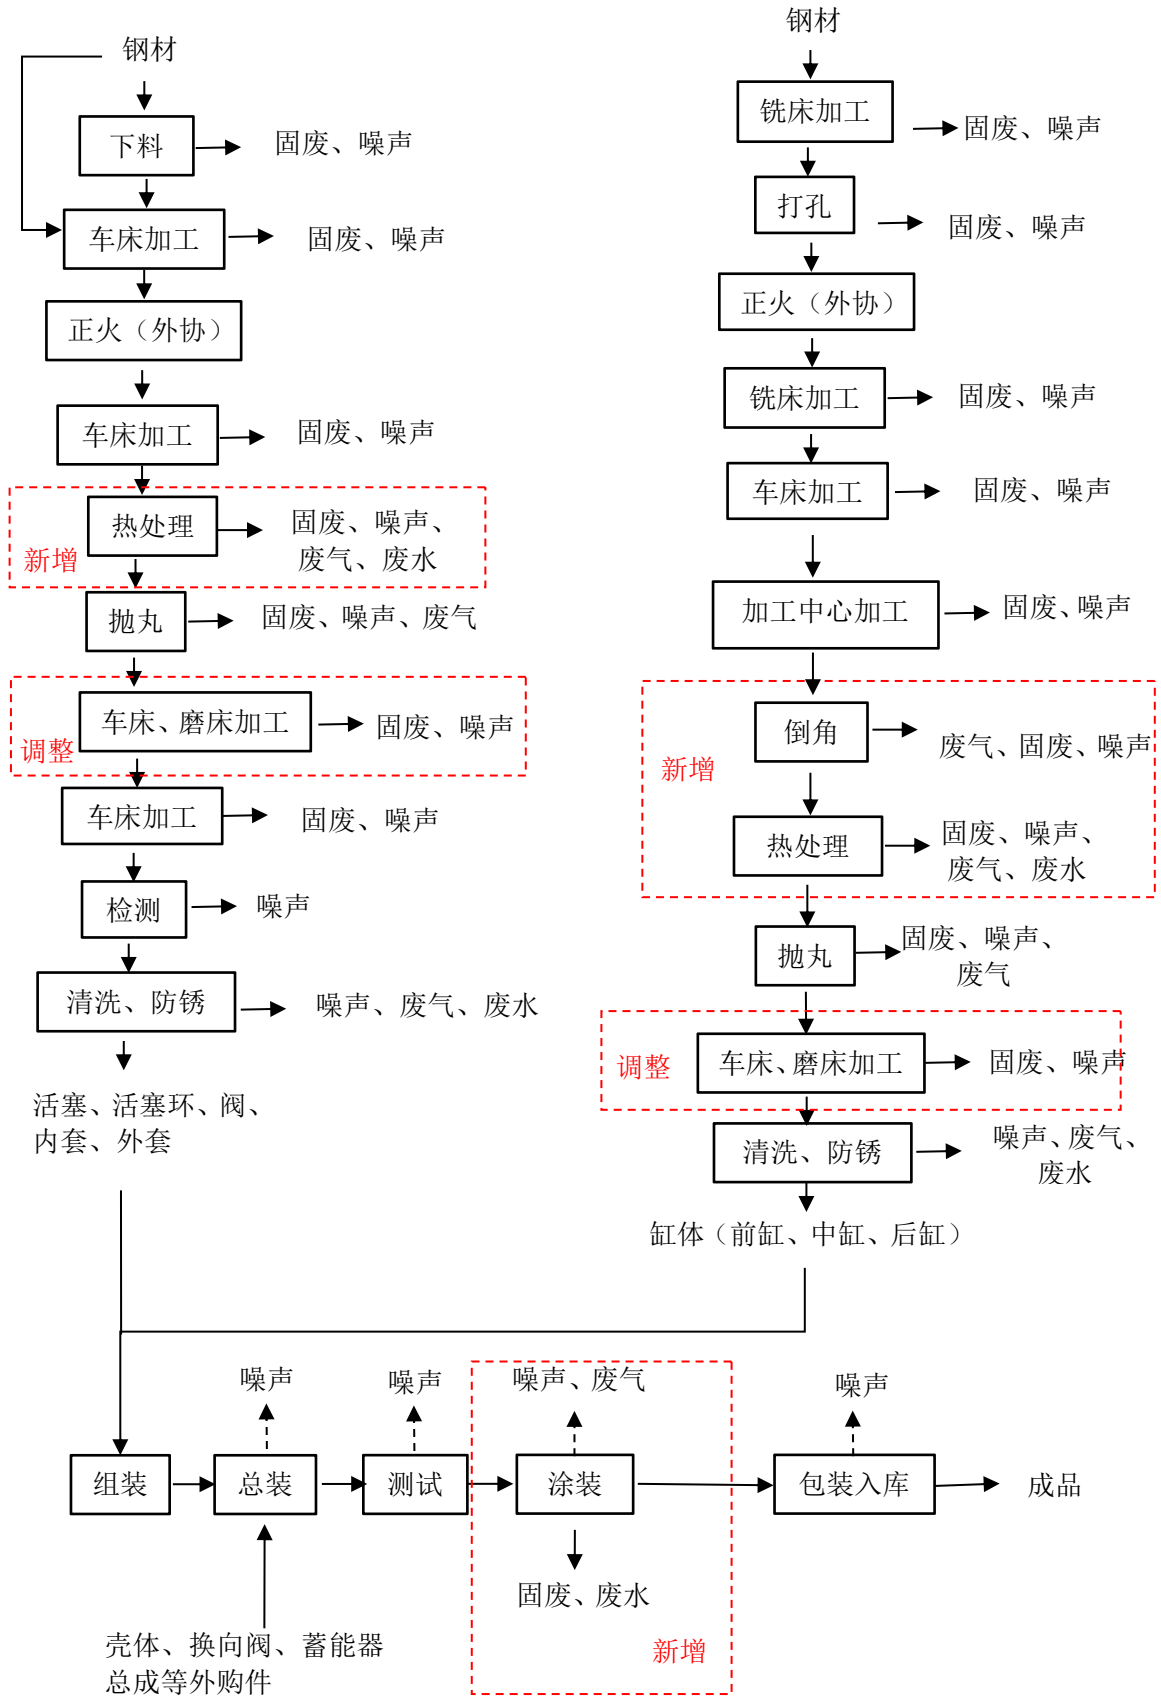 钢材
下料
固废、噪声
车床加工
固废、噪声
正火（外协）
车床加工
固废、噪声
热处理
固废、噪声、
废气、废水
新增
抛丸
固废、噪声、废气
车床、磨床加工
固废、噪声
调整
车床加工
固废、噪声
检测
噪声
清洗、防锈
噪声、废气、废水
活塞、活塞环、阀、
内套、外套
钢材
铣床加工
固废、噪声
打孔
固废、噪声
正火（外协）
铣床加工
固废、噪声
车床加工
固废、噪声
加工中心加工
固废、噪声
倒角
废气、固废、噪声
新增
热处理
固废、噪声、
废气、废水
抛丸
固废、噪声、
废气
车床、磨床加工
固废、噪声
调整
清洗、防锈
噪声、废气、
废水
缸体（前缸、中缸、后缸）
噪声
噪声
噪声、废气
噪声
组装
总装
测试
涂装
包装入库
成品
固废、废水
新增
壳体、换向阀、蓄能器
总成等外购件